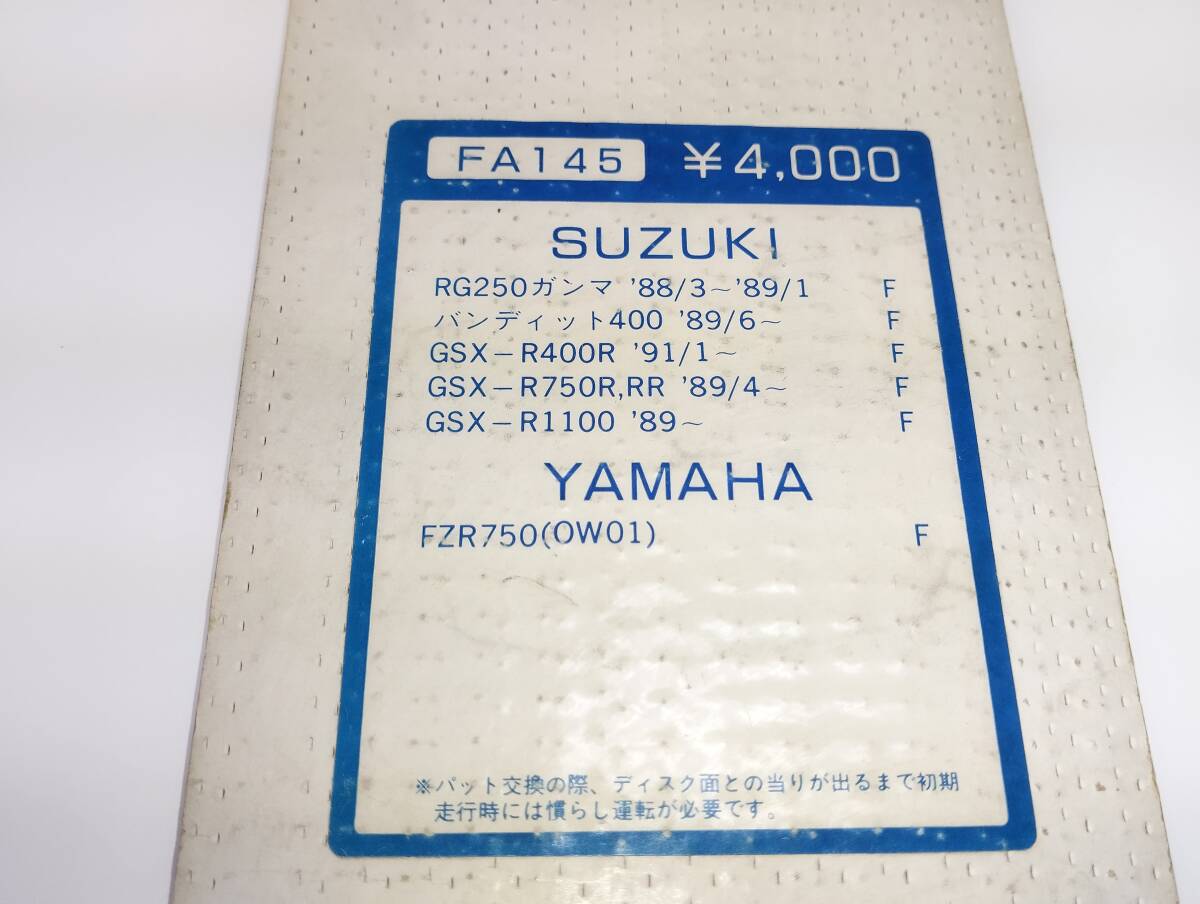 FA145 ¥4,000
SUZUKI
RG250ガンマ '88/3~'89/1 F
バンディット400 '89/6~ F
GSX-R400R '91/1~ F
GSX-R750R,RR '89/4~ F
GSX-R1100 '89~ F
YAMAHA
FZR750(OW01) F
※パット交換の際、ディスク面との当りが出るまで初期
走行時には慣らし運転が必要です。